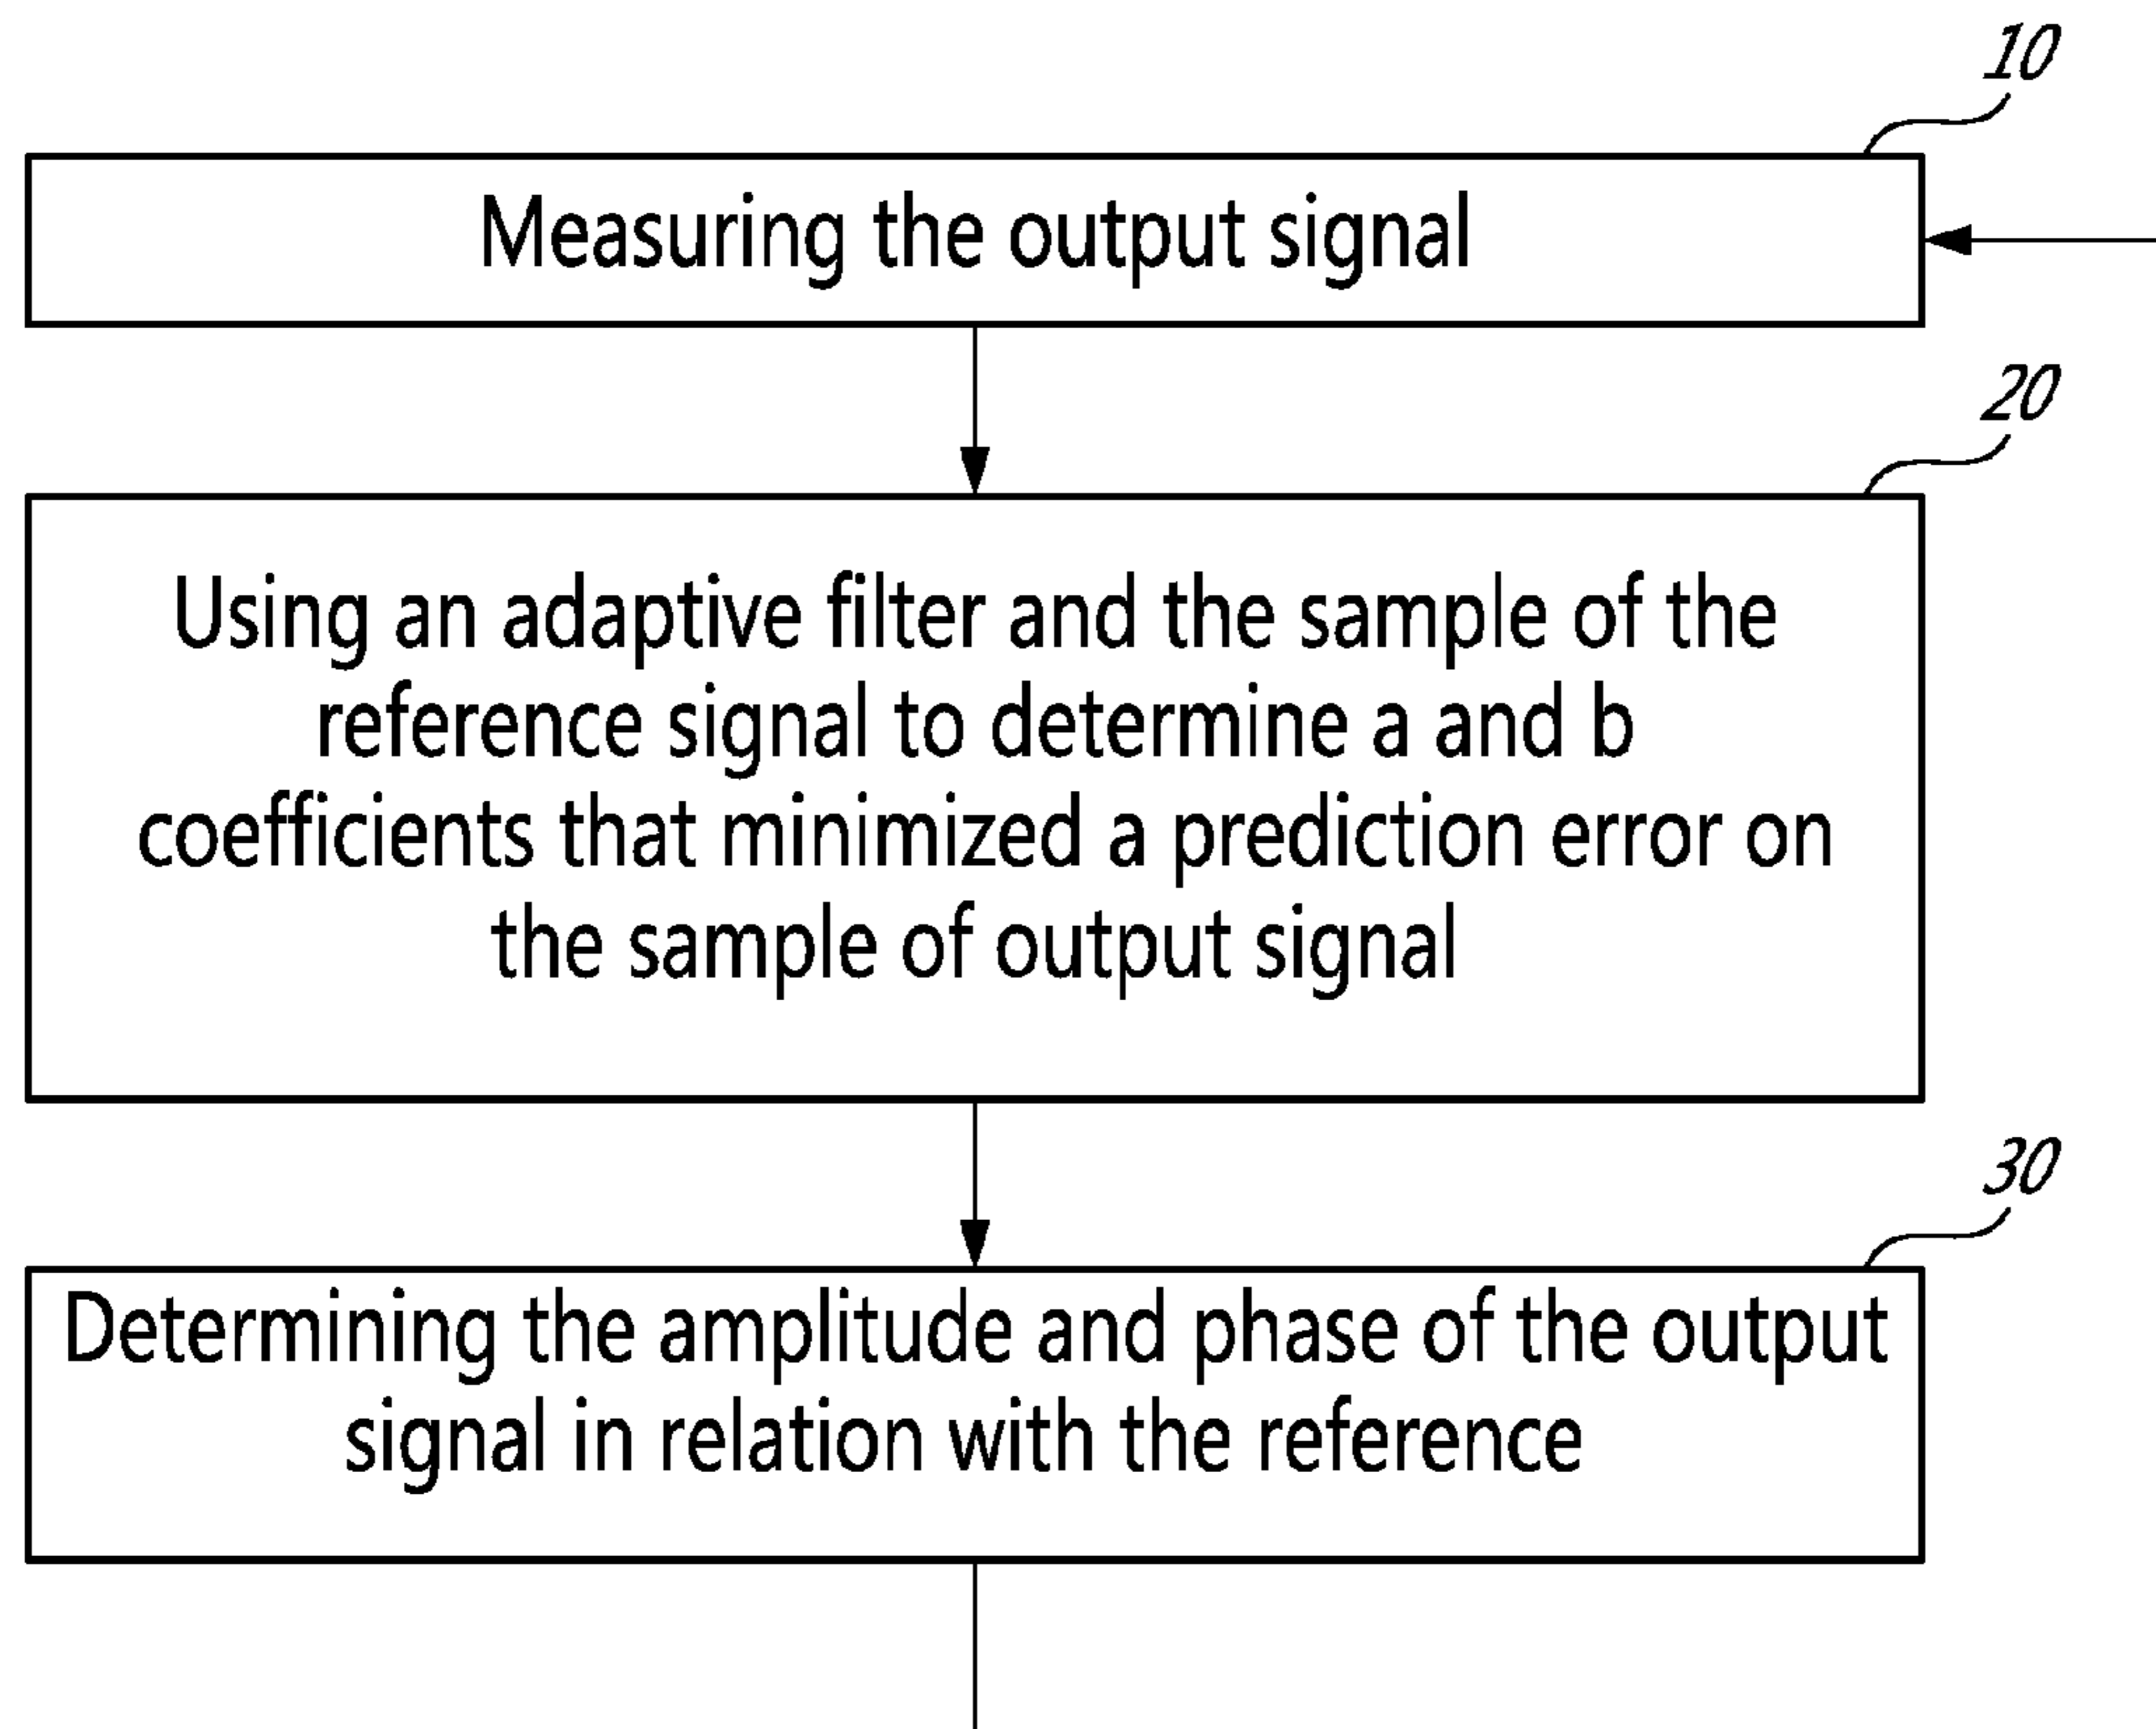 10
Measuring the output signal
20
Using an adaptive filter and the sample of the
reference signal to determine a and b
coefficients that minimized a prediction error on
the sample of output signal
30
Determining the amplitude and phase of the output
signal in relation with the reference